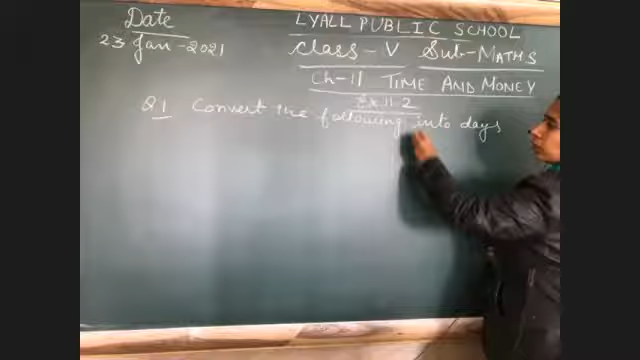 Date
23 Jan-2021
LYALL PUBLIC SCHOOL
Class-V Sub-MATHS
Ch-11 TIME AND MONEY
Ex 11.2
Q1 Convert the following into days